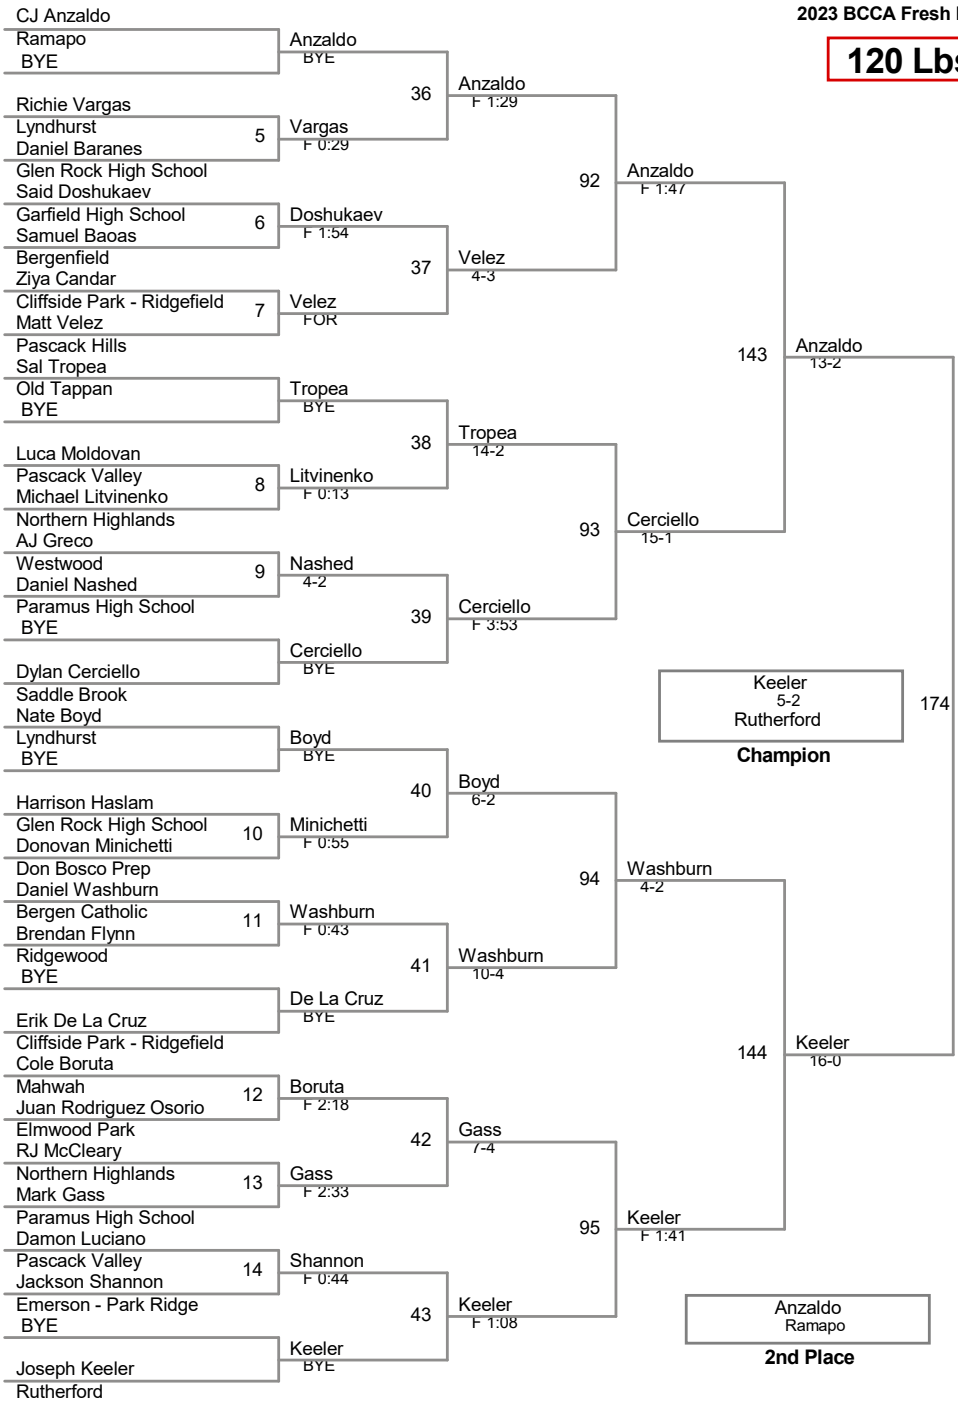 2023 BCCA Fresh
120 Lbs
CJ Anzaldo
Ramapo
BYE
Richie Vargas
Lyndhurst
Daniel Baranes
Glen Rock High School
Said Doshukaev
Garfield High School
Samuel Baoas
Bergenfield
Ziya Candar
Cliffside Park - Ridgefield
Matt Velez
Pascack Hills
Sal Tropea
Old Tappan
BYE
Luca Moldovan
Pascack Valley
Michael Litvinenko
Northern Highlands
AJ Greco
Westwood
Daniel Nashed
Paramus High School
BYE
Dylan Cerciello
Saddle Brook
Nate Boyd
Lyndhurst
BYE
Harrison Haslam
Glen Rock High School
Donovan Minichetti
Don Bosco Prep
Daniel Washburn
Bergen Catholic
Brendan Flynn
Ridgewood
BYE
Erik De La Cruz
Cliffside Park - Ridgefield
Cole Boruta
Mahwah
Juan Rodriguez Osorio
Elmwood Park
RJ McCleary
Northern Highlands
Mark Gass
Paramus High School
Damon Luciano
Pascack Valley
Jackson Shannon
Emerson - Park Ridge
BYE
Joseph Keeler
Rutherford
5
6
7
8
9
10
11
12
13
14
Anzaldo
BYE
Vargas
F 0:29
Doshukaev
F 1:54
Velez
FOR
Tropea
BYE
Litvinenko
F 0:13
Nashed
4-2
Cerciello
BYE
Boyd
BYE
Minichetti
F 0:55
Washburn
F 0:43
De La Cruz
BYE
Boruta
F 2:18
Gass
F 2:33
Shannon
F 0:44
Keeler
BYE
36
37
38
39
40
41
42
43
Anzaldo
F 1:29
Velez
4-3
Tropea
14-2
Cerciello
F 3:53
Boyd
6-2
Washburn
10-4
Gass
7-4
Keeler
F 1:08
92
93
94
95
Anzaldo
F 1:47
Cerciello
15-1
Washburn
4-2
Keeler
F 1:41
143
144
Anzaldo
13-2
Keeler
16-0
174
Keeler
5-2
Rutherford
Champion
Anzaldo
Ramapo
2nd Place